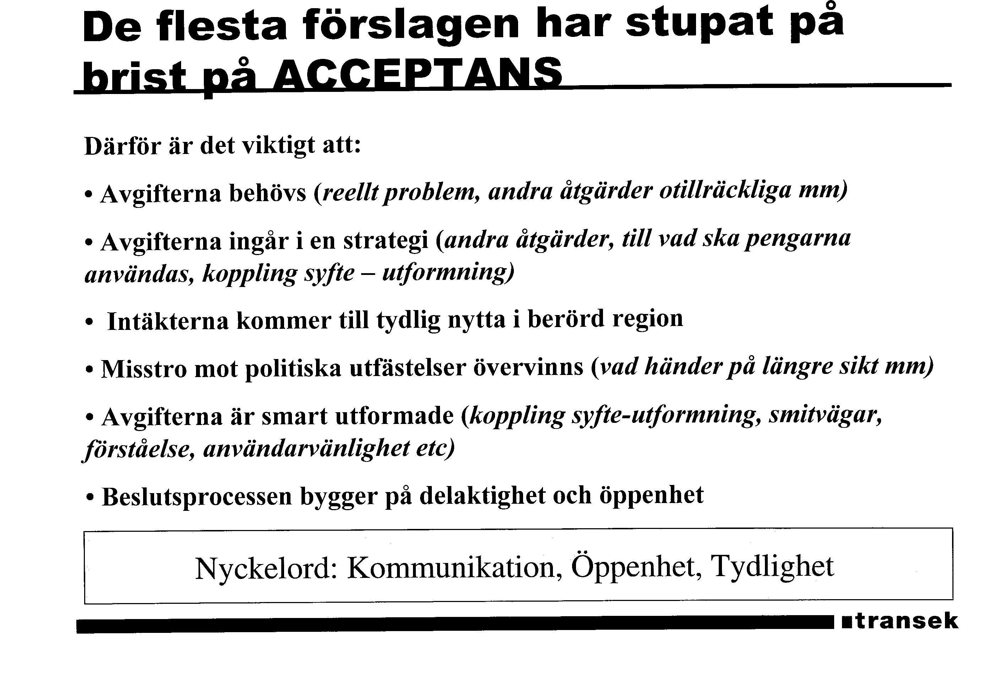 De flesta förslagen har stupat på
brist på ACCEPTANS
Därför är det viktigt att:
• Avgifterna behövs (reellt problem, andra åtgärder otillräckliga mm)
• Avgifterna ingår i en strategi (andra åtgärder, till vad ska pengarna
användas, koppling syfte – utformning)
• Intäkterna kommer till tydlig nytta i berörd region
• Misstro mot politiska utfästelser övervinns (vad händer på längre sikt mm)
• Avgifterna är smart utformade (koppling syfte-utformning, smitvägar,
förståelse, användarvänlighet etc)
• Beslutsprocessen bygger på delaktighet och öppenhet
Nyckelord: Kommunikation, Öppenhet, Tydlighet
transek